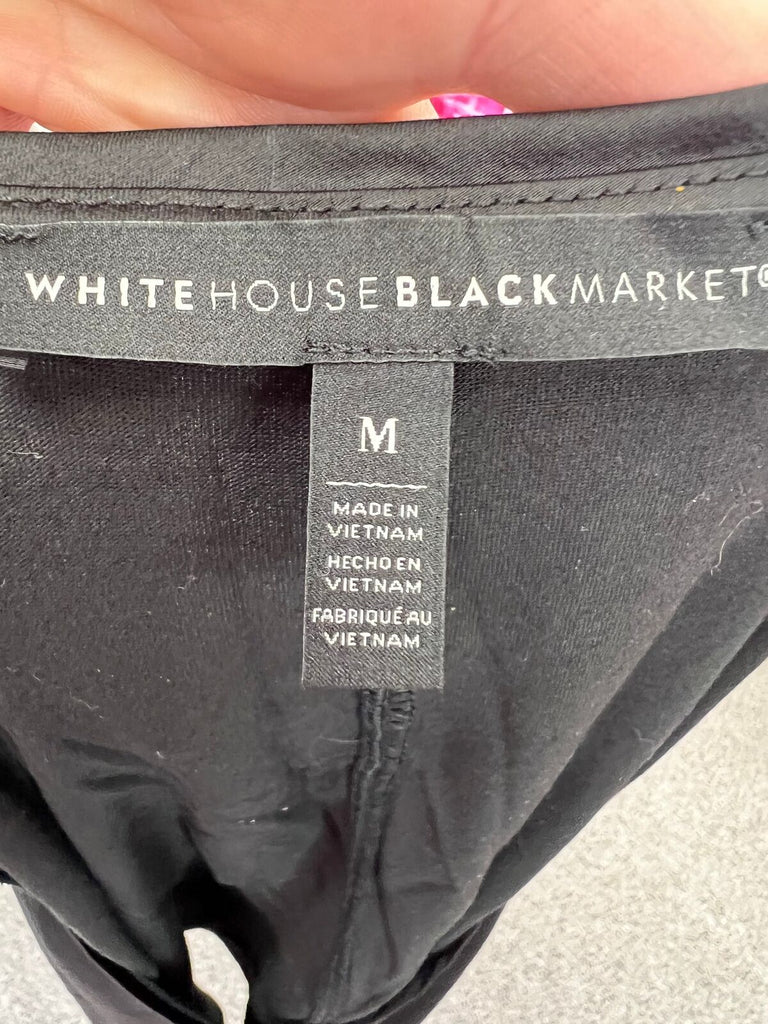 WHITE HOUSE BLACK MARKET®
M
MADE IN
VIETNAM
HECHO EN
VIETNAM
FABRIQUÉ AU
VIETNAM